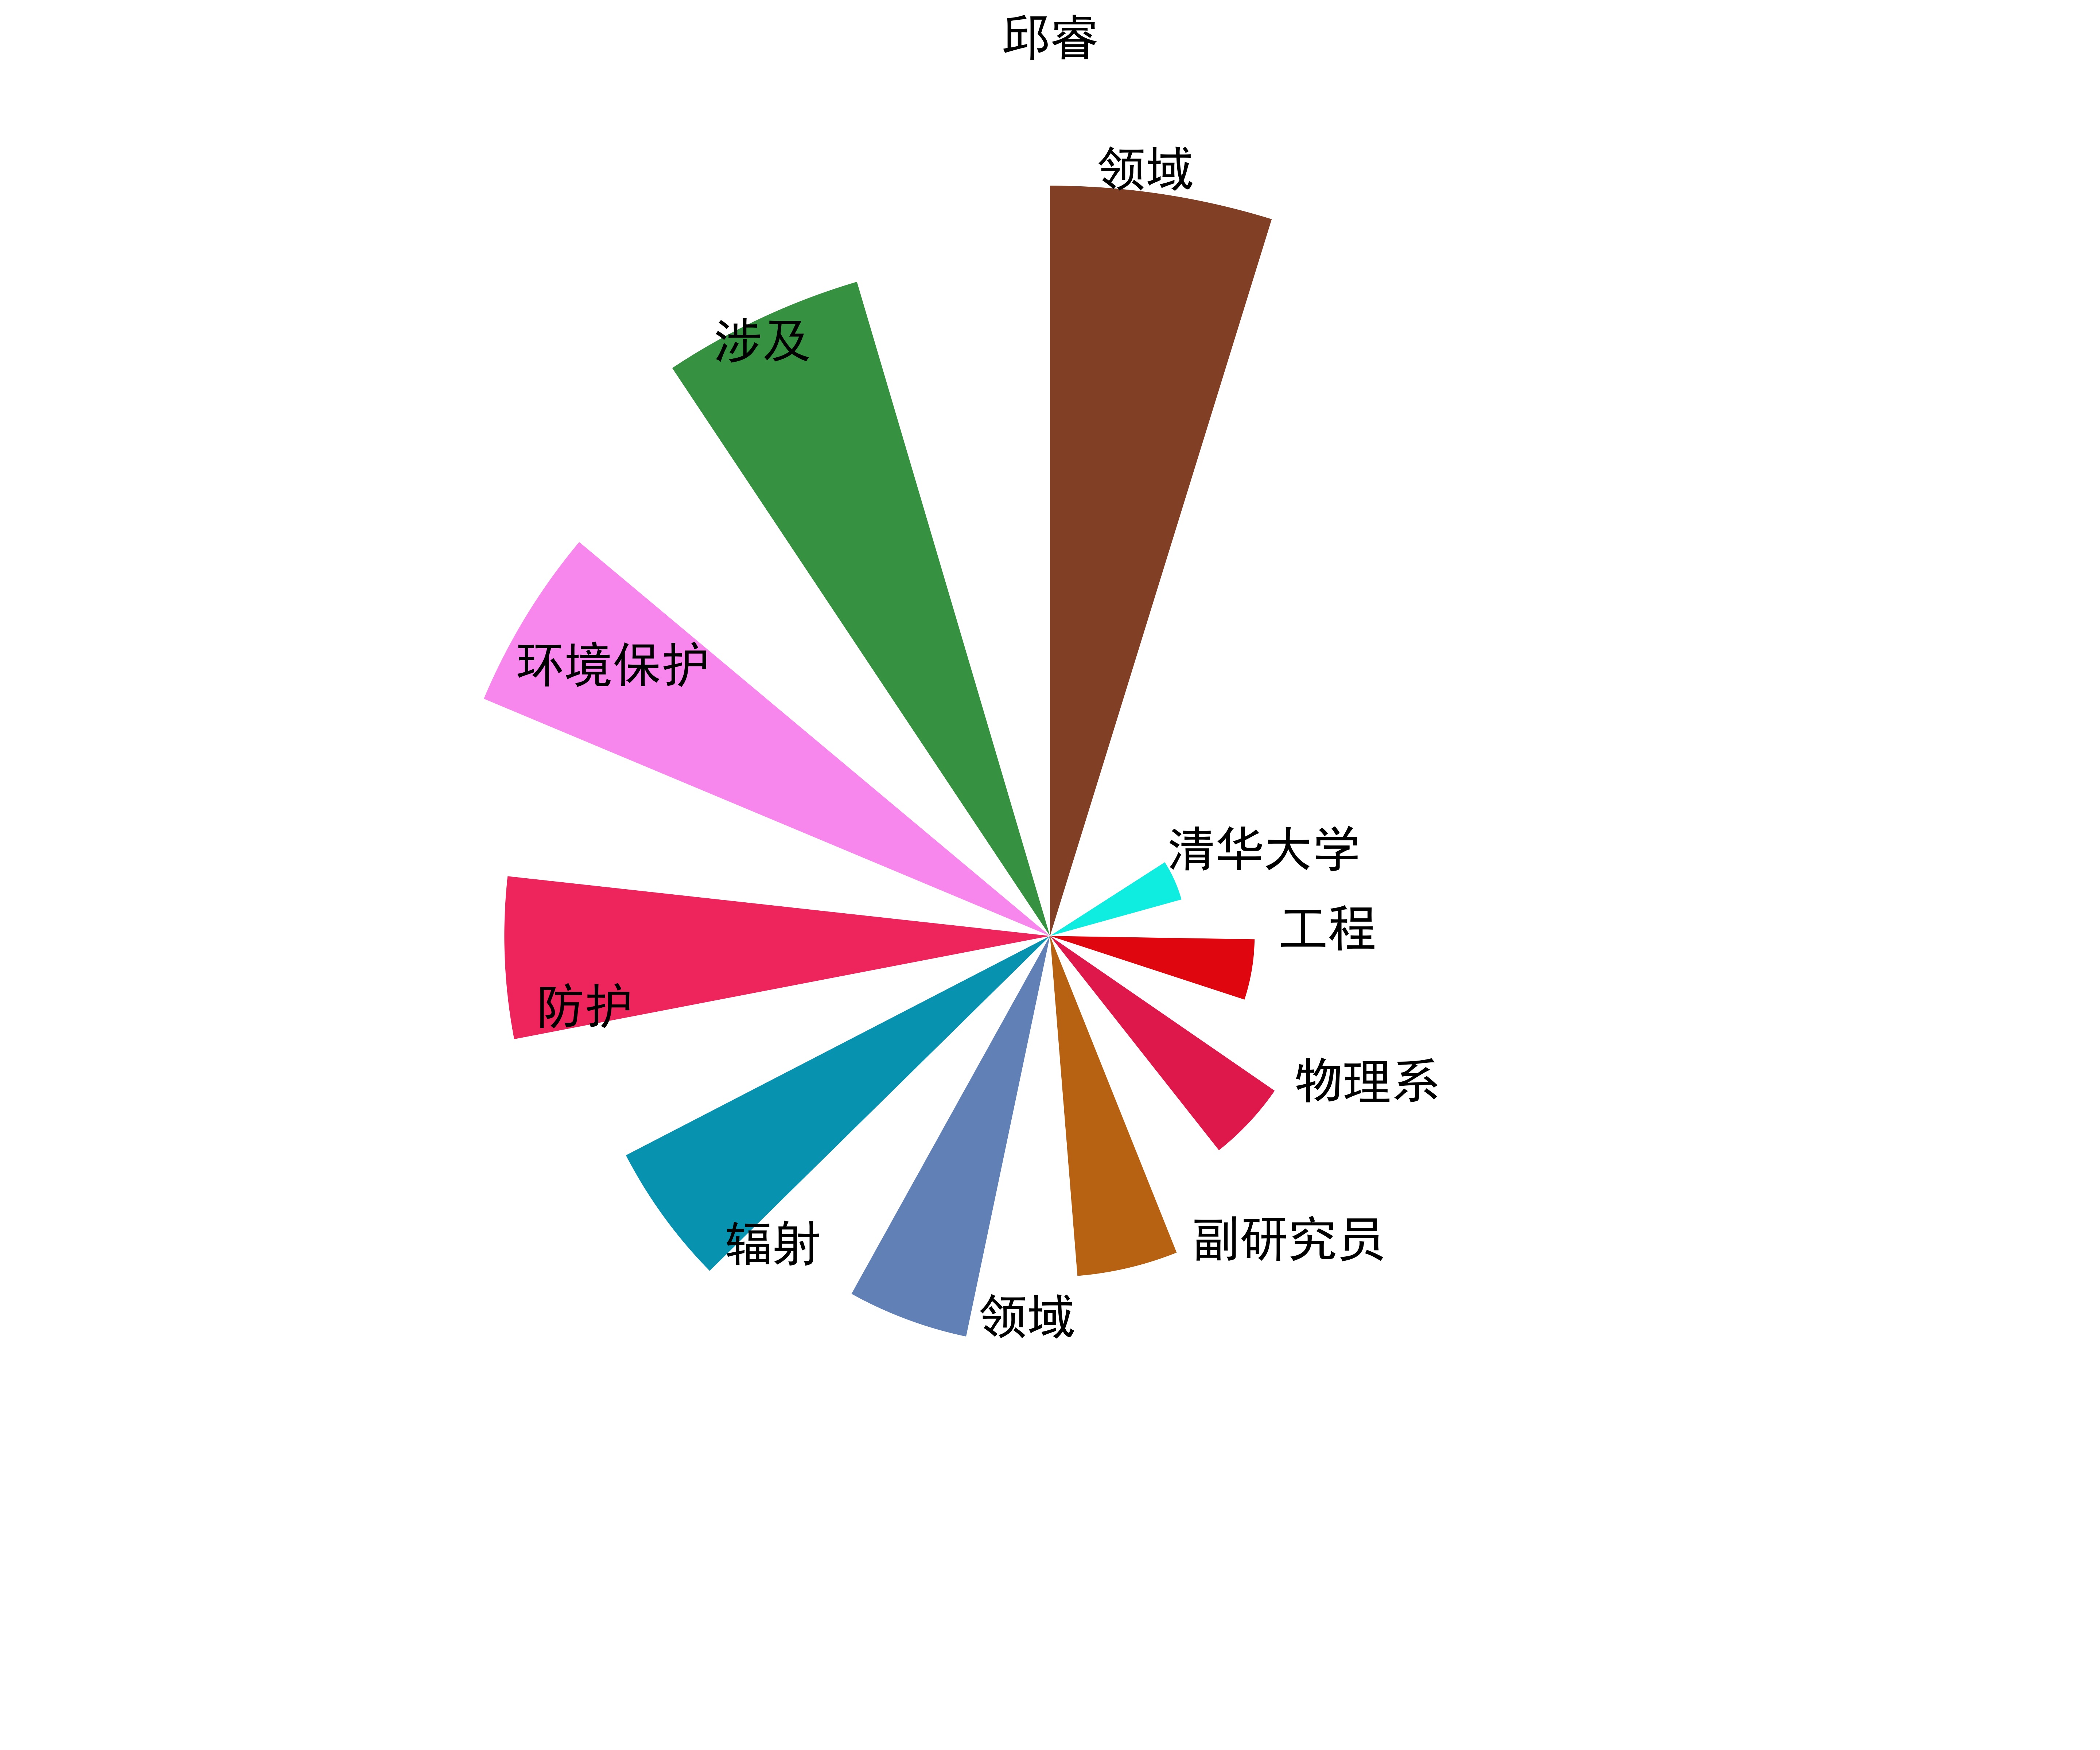 邱睿
领域
涉及
环境保护
清华大学
工程
防护
物理系
副研究员
辐射
领域